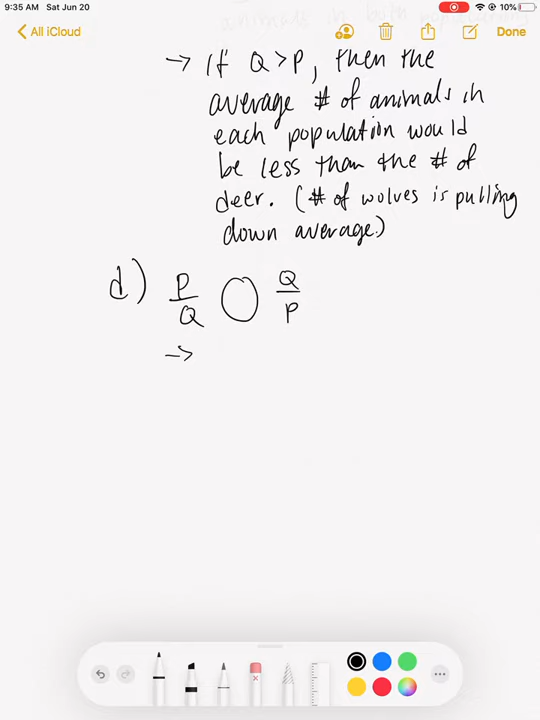 9:35 AM Sat Jun 20
10%
All iCloud
Done
→ If Q > P, then the
average # of animals in
each population would
be less than the # of
deer. (# of wolves is pulling
down average.)
d) P/Q ◯ Q/P
→